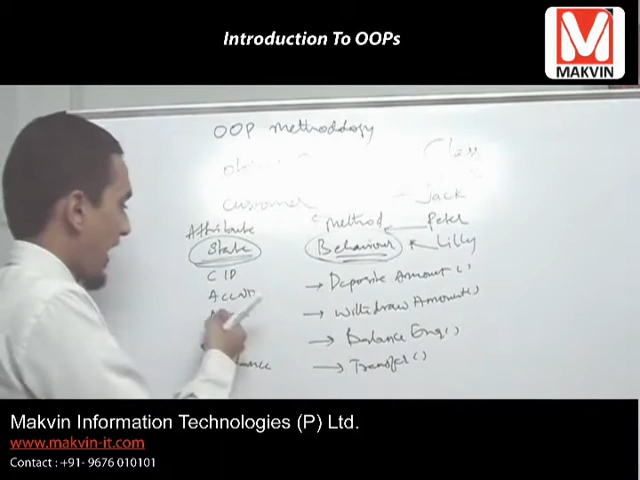 Introduction To OOPs
MAKVIN
OOP Methodology
Class
Customer
Jack
Attribute
Method
Peter
State
Behaviour
Lilly
CID
Deposite Amount()
AccNo
Withdraw Amount()
Balance Enq()
Transfer()
Makvin Information Technologies (P) Ltd.
www.makvin-it.com
Contact : +91- 9676 010101